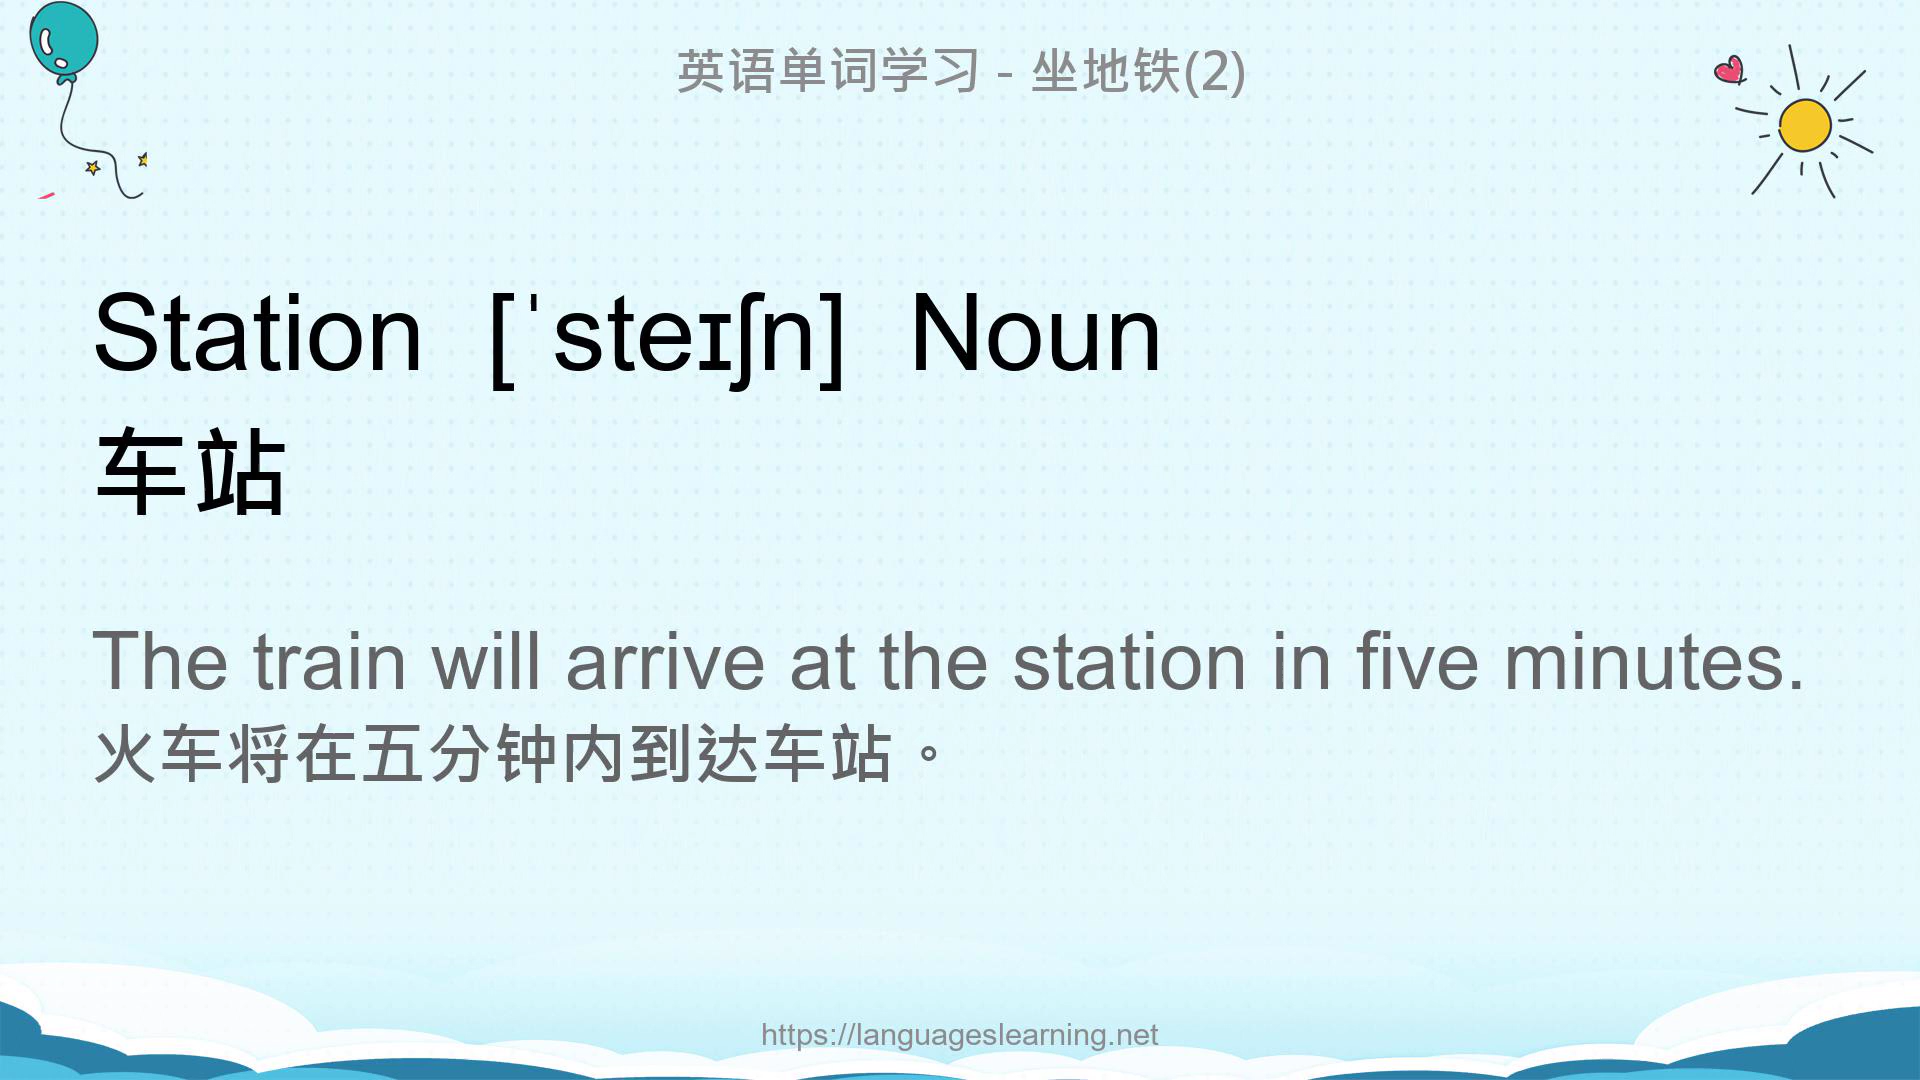 英语单词学习 - 坐地铁(2)
Station [ˈsteɪʃn] Noun
车站
The train will arrive at the station in five minutes.
火车将在五分钟内到达车站。
https://languageslearning.net